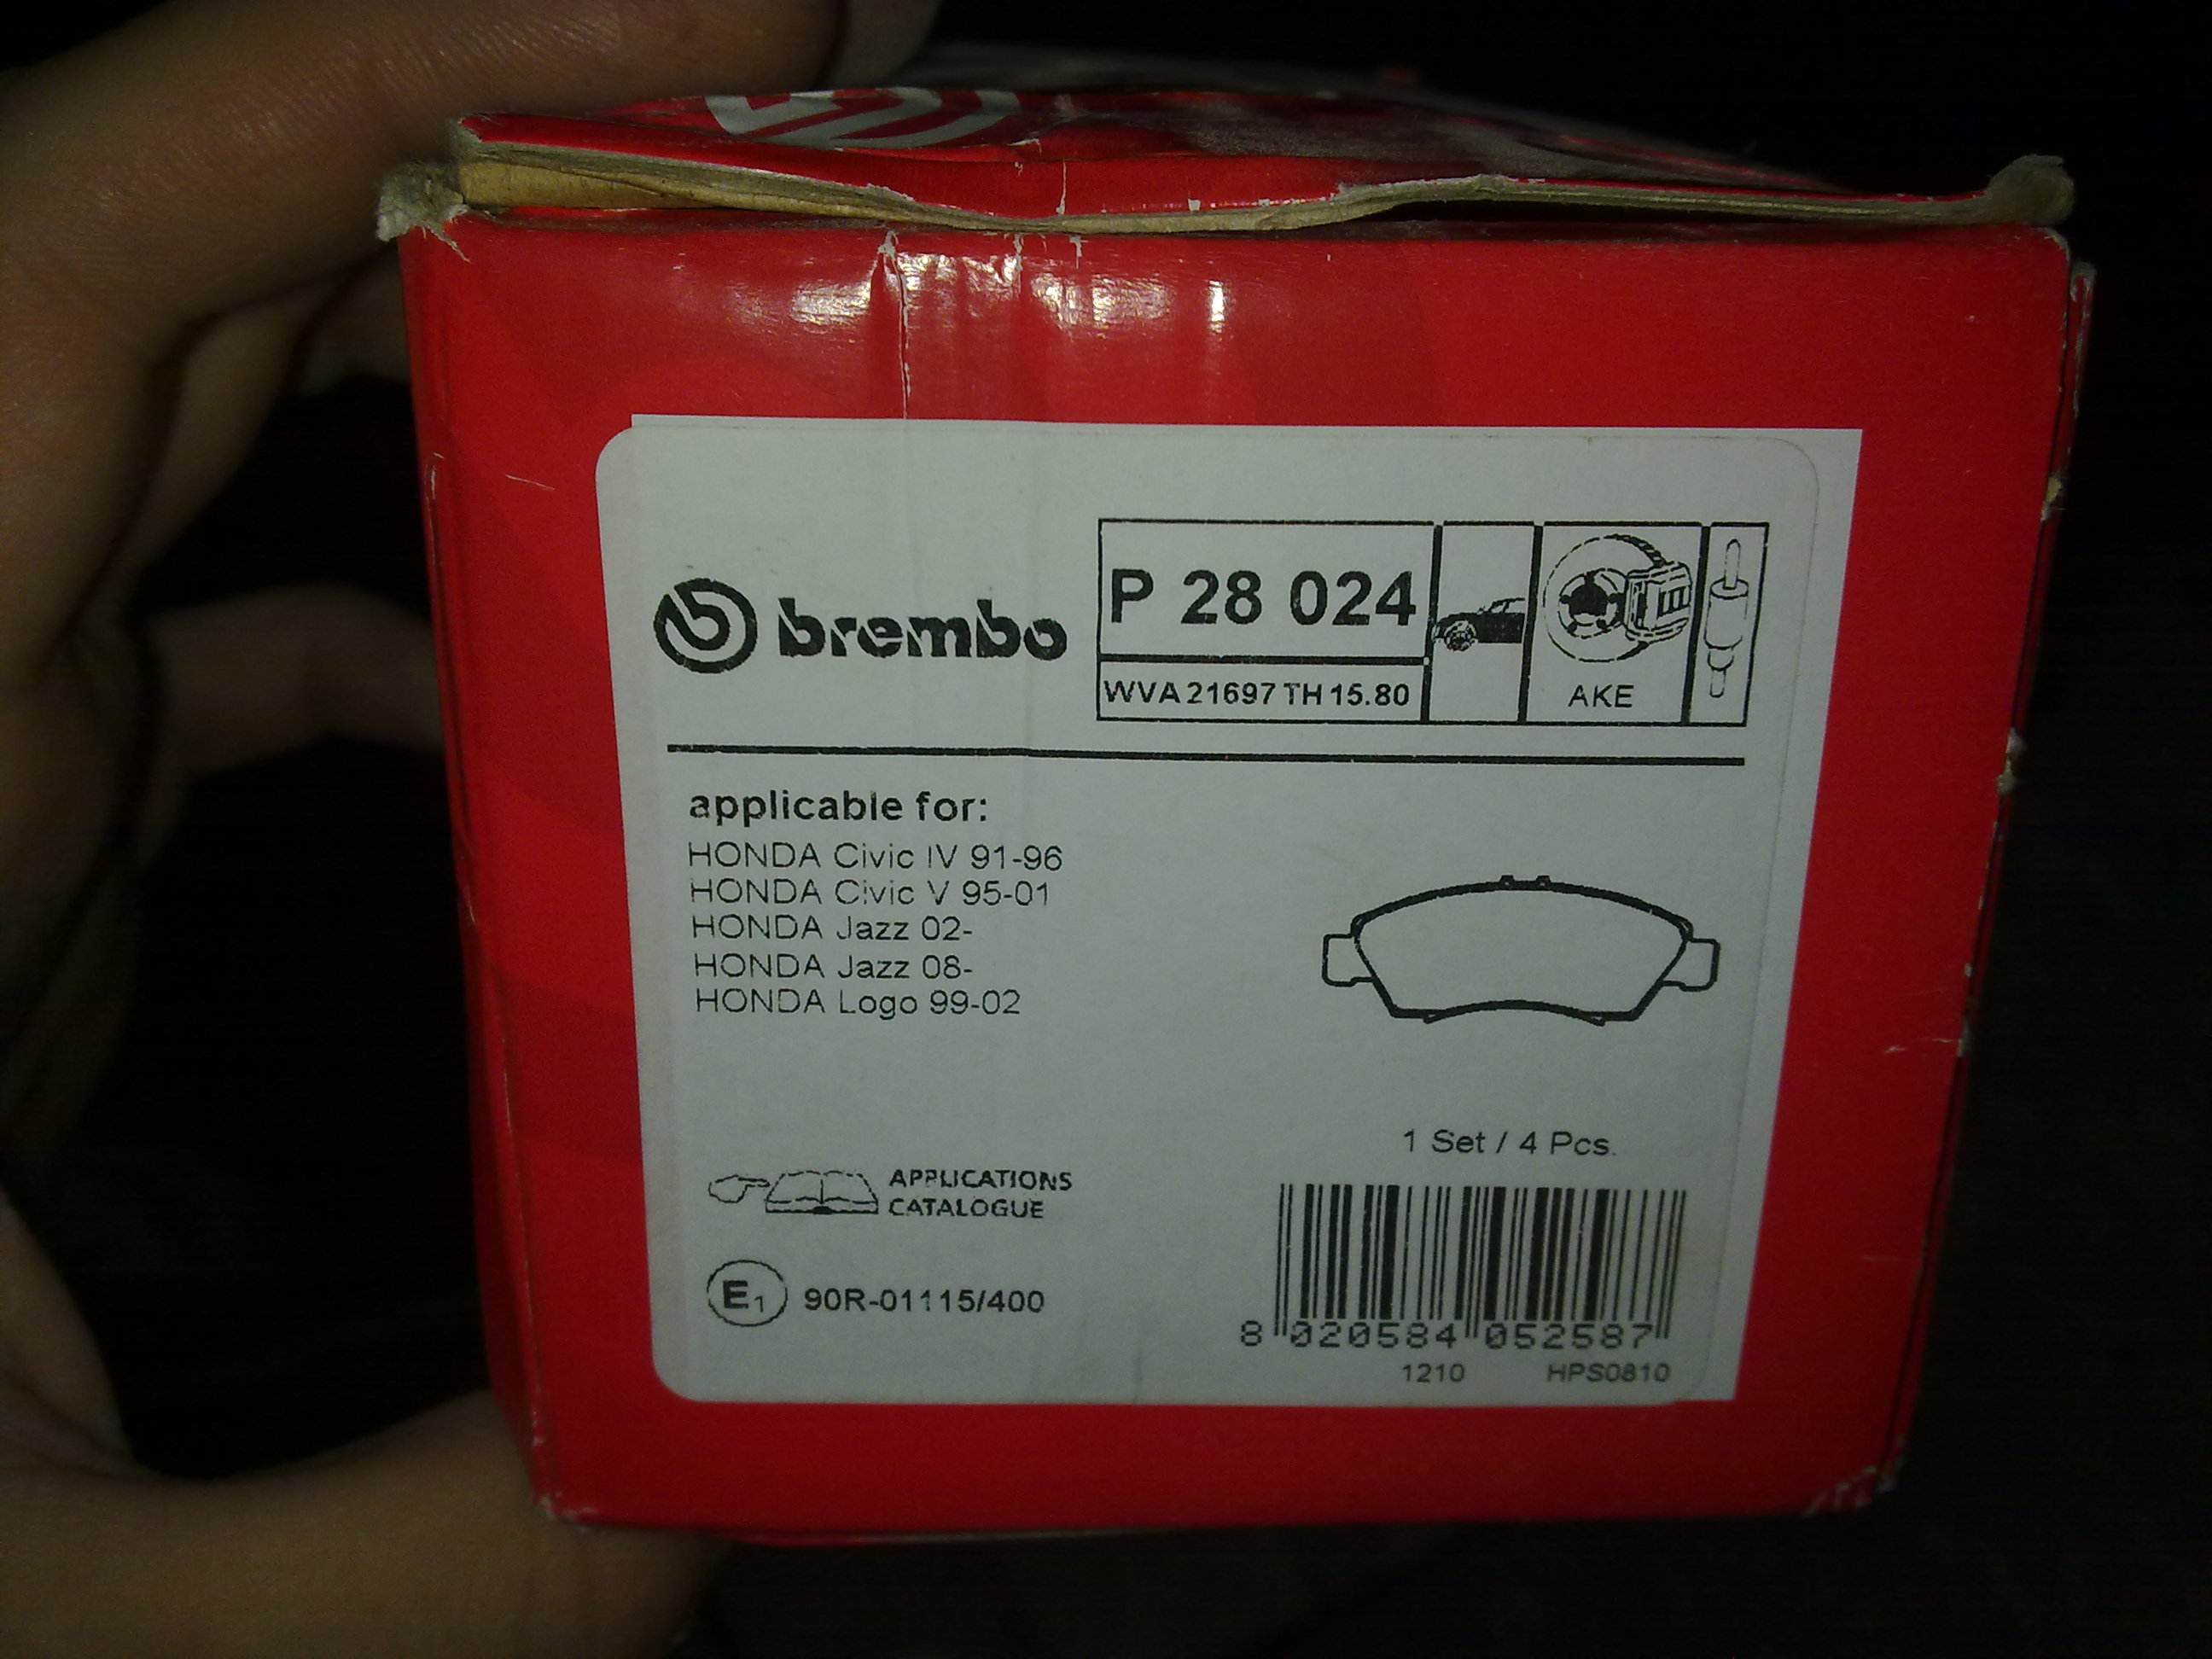 brembo
P 28 024
WVA 21697 TH 15.80
AKE
applicable for:
HONDA Civic IV 91-96
HONDA Civic V 95-01
HONDA Jazz 02-
HONDA Jazz 08-
HONDA Logo 99-02
1 Set / 4 Pcs.
APPLICATIONS
CATALOGUE
E1 90R-01115/400
8 020584 052587
1210 HPS0810